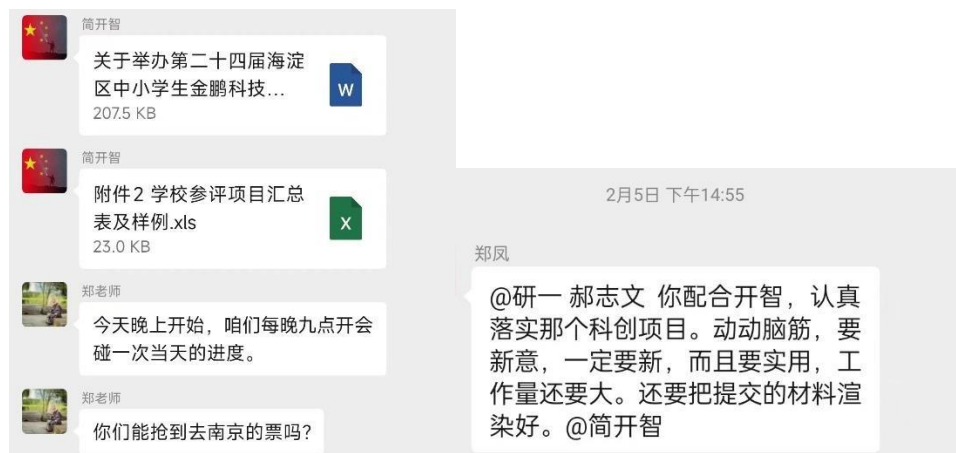 简开智
关于举办第二十四届海淀
区中小学生金鹏科技...
207.5 KB
W
简开智
附件2 学校参评项目汇总
表及样例.xls
23.0 KB
X
郑老师
今天晚上开始，咱们每晚九点开会
碰一次当天的进度。
郑老师
你们能抢到去南京的票吗？
2月5日 下午14:55
郑凤
@研一 郝志文 你配合开智，认真
落实那个科创项目。动动脑筋，要
新意，一定要新，而且要实用，工
作量还要大。还要把提交的材料渲
染好。@简开智